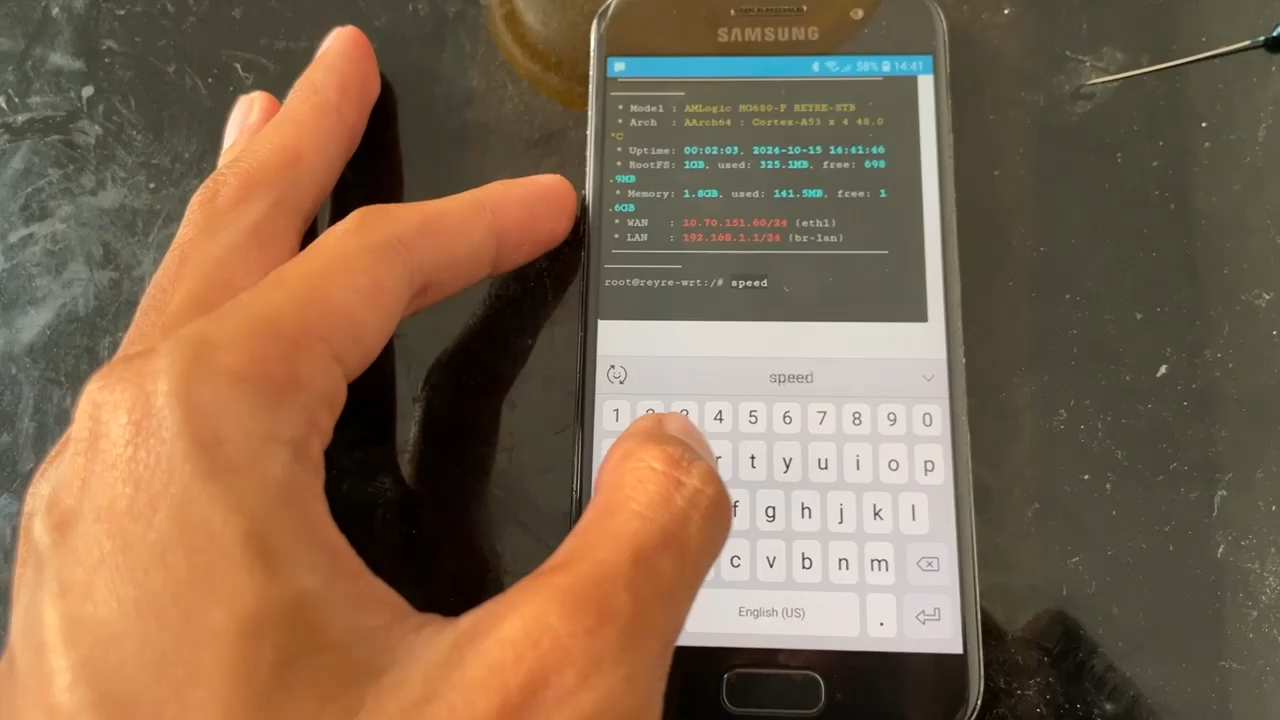 SAMSUNG
58% 14:41
* Model : AMLogic MG680-F REYRE-STB
* Arch : AArch64 : Cortex-A53 x 4 48.0
°C
* Uptime: 00:02:03, 2024-10-15 14:41:46
* RootFS: 1GB, used: 325.1MB, free: 698
.9MB
* Memory: 1.8GB, used: 141.5MB, free: 1
.6GB
* WAN : 10.70.151.60/24 (eth1)
* LAN : 192.168.1.1/24 (br-lan)
root@reyre-wrt:/# speed
speed
1 2 3 4 5 6 7 8 9 0
r t y u i o p
f g h j k l
c v b n m
English (US) .